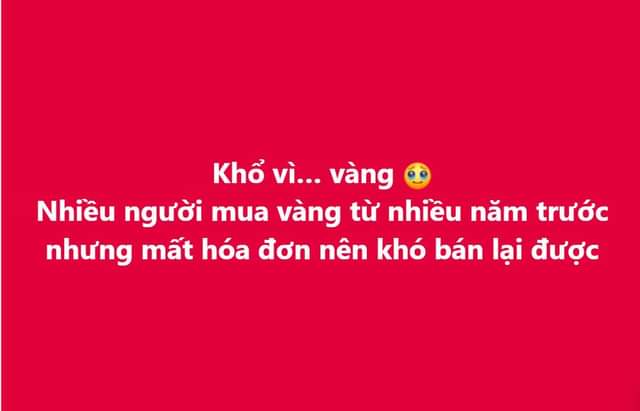 Khổ vì... vàng 🥹
Nhiều người mua vàng từ nhiều năm trước
nhưng mất hóa đơn nên khó bán lại được